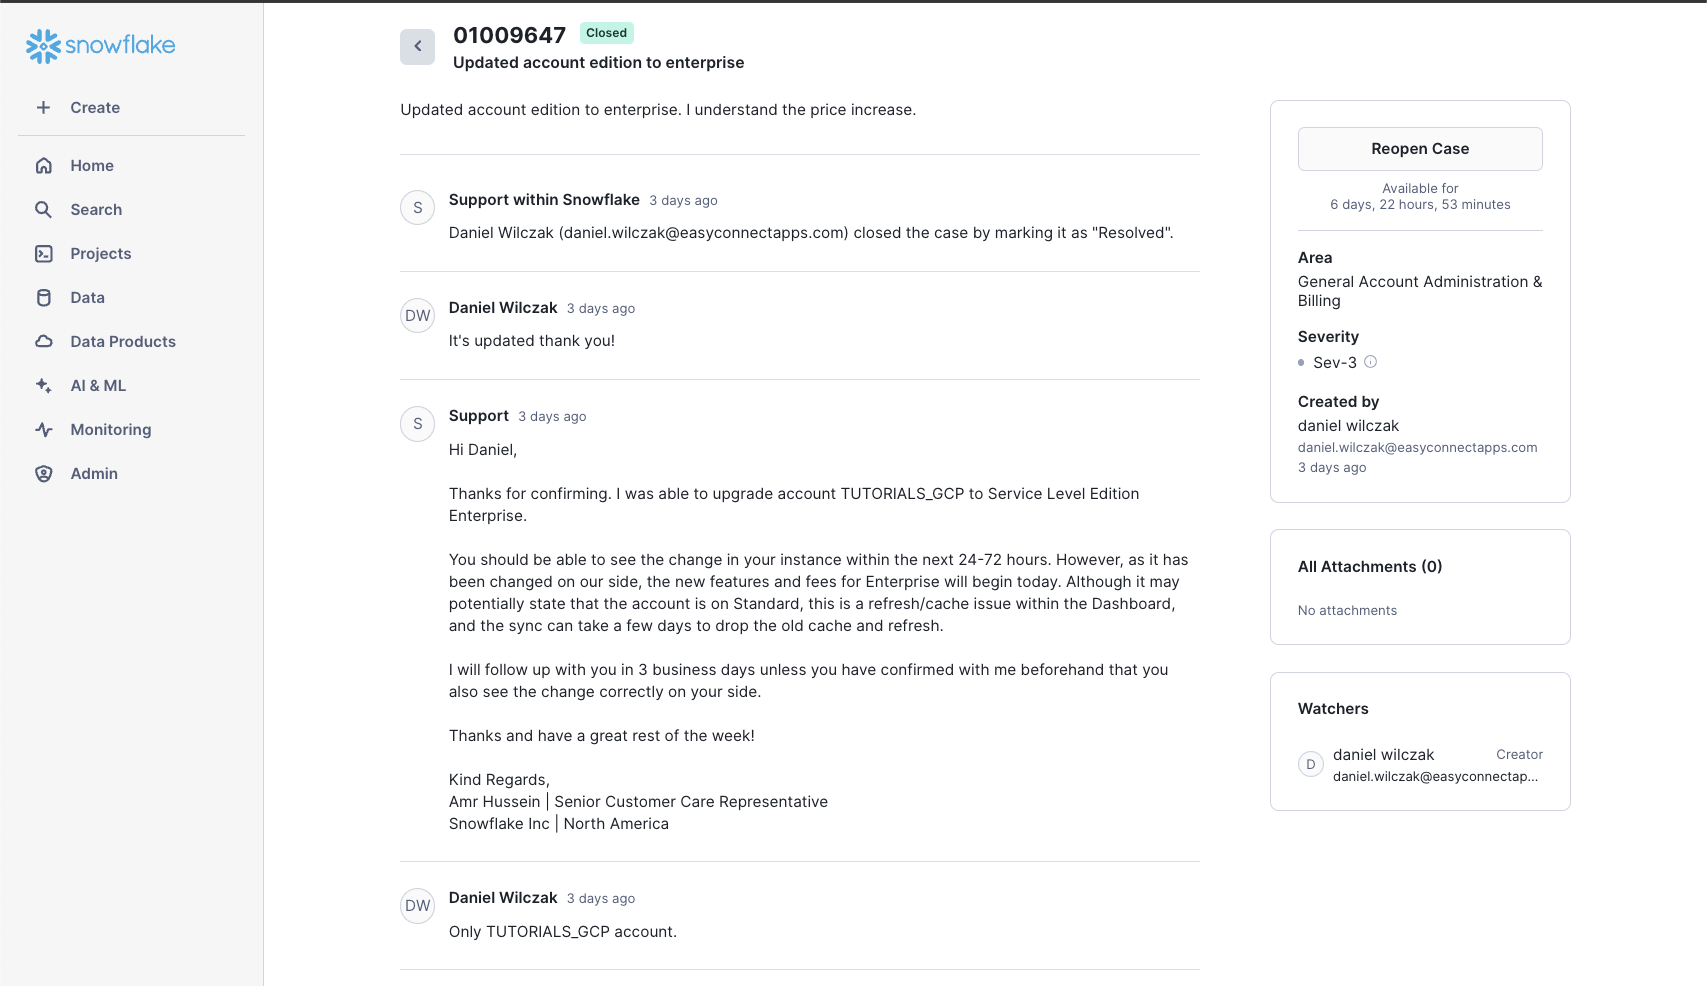 snowflake
Create
Home
Search
Projects
Data
Data Products
AI & ML
Monitoring
Admin
01009647
Closed
Updated account edition to enterprise
Updated account edition to enterprise. I understand the price increase.
S
Support within Snowflake 3 days ago
Daniel Wilczak (daniel.wilczak@easyconnectapps.com) closed the case by marking it as "Resolved".
DW
Daniel Wilczak 3 days ago
It's updated thank you!
S
Support 3 days ago
Hi Daniel,
Thanks for confirming. I was able to upgrade account TUTORIALS_GCP to Service Level Edition
Enterprise.
You should be able to see the change in your instance within the next 24-72 hours. However, as it has
been changed on our side, the new features and fees for Enterprise will begin today. Although it may
potentially state that the account is on Standard, this is a refresh/cache issue within the Dashboard,
and the sync can take a few days to drop the old cache and refresh.
I will follow up with you in 3 business days unless you have confirmed with me beforehand that you
also see the change correctly on your side.
Thanks and have a great rest of the week!
Kind Regards,
Amr Hussein | Senior Customer Care Representative
Snowflake Inc | North America
DW
Daniel Wilczak 3 days ago
Only TUTORIALS_GCP account.
Reopen Case
Available for
6 days, 22 hours, 53 minutes
Area
General Account Administration &
Billing
Severity
Sev-3
Created by
daniel wilczak
daniel.wilczak@easyconnectapps.com
3 days ago
All Attachments (0)
No attachments
Watchers
D
daniel wilczak Creator
daniel.wilczak@easyconnectap...